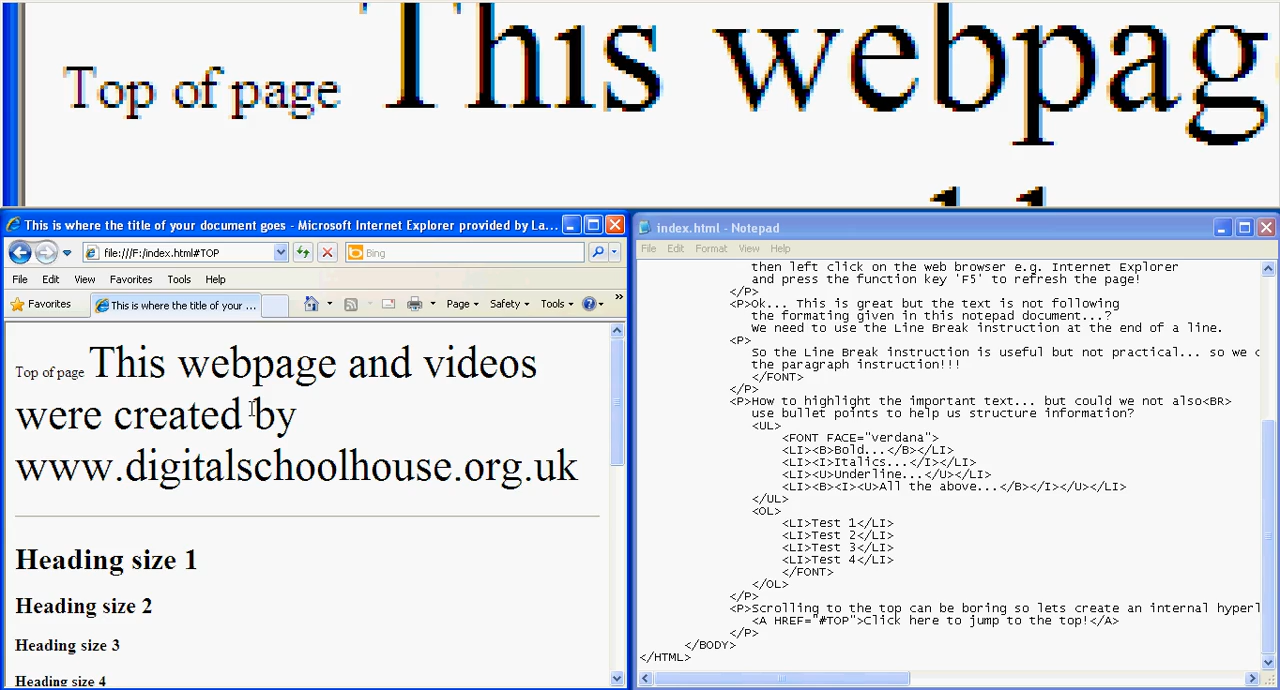 Top of page This webpag
This is where the title of your document goes - Microsoft Internet Explorer provided by La...
file:///F:/index.html#TOP
Bing
File Edit View Favorites Tools Help
Favorites This is where the title of your ... Page Safety Tools
Top of page This webpage and videos
were created by
www.digitalschoolhouse.org.uk
Heading size 1
Heading size 2
Heading size 3
Heading size 4
index.html - Notepad
File Edit Format View Help
then left click on the web browser e.g. Internet Explorer
and press the function key 'F5' to refresh the page!
</P>
<P>Ok... This is great but the text is not following
the formating given in this notepad document...?
We need to use the Line Break instruction at the end of a line.
<P>
So the Line Break instruction is useful but not practical... so we
the paragraph instruction!!!
</FONT>
</P>
<P>How to highlight the important text... but could we not also<BR>
use bullet points to help us structure information?
<UL>
<FONT FACE="verdana">
<LI><B>Bold...</B></LI>
<LI><I>Italics...</I></LI>
<LI><U>Underline...</U></LI>
<LI><B><I><U>All the above...</B></I></U></LI>
</UL>
<OL>
<LI>Test 1</LI>
<LI>Test 2</LI>
<LI>Test 3</LI>
<LI>Test 4</LI>
</FONT>
</OL>
</P>
<P>Scrolling to the top can be boring so lets create an internal hyperl
<A HREF="#TOP">Click here to jump to the top!</A>
</P>
</BODY>
</HTML>